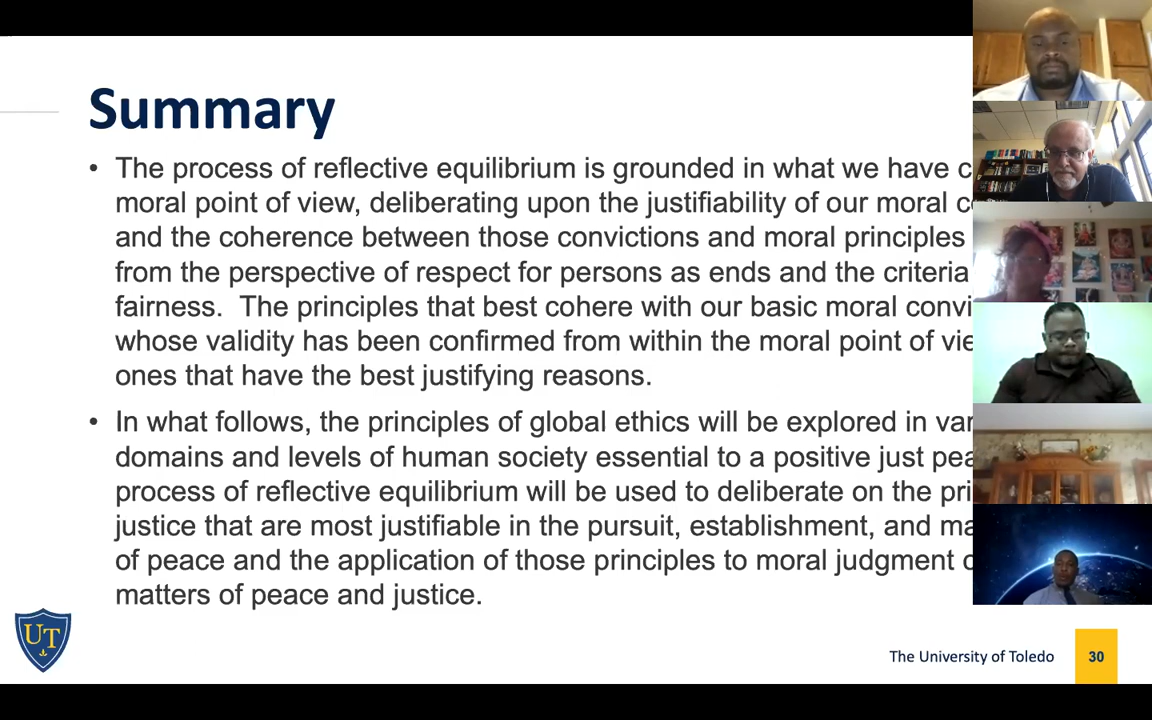 Summary
• The process of reflective equilibrium is grounded in what we have
moral point of view, deliberating upon the justifiability of our moral
and the coherence between those convictions and moral principles
from the perspective of respect for persons as ends and the criteria
fairness. The principles that best cohere with our basic moral
whose validity has been confirmed from within the moral point of
ones that have the best justifying reasons.
• In what follows, the principles of global ethics will be explored in
domains and levels of human society essential to a positive just
process of reflective equilibrium will be used to deliberate on the
justice that are most justifiable in the pursuit, establishment, and
of peace and the application of those principles to moral judgment
matters of peace and justice.
UT
The University of Toledo
30